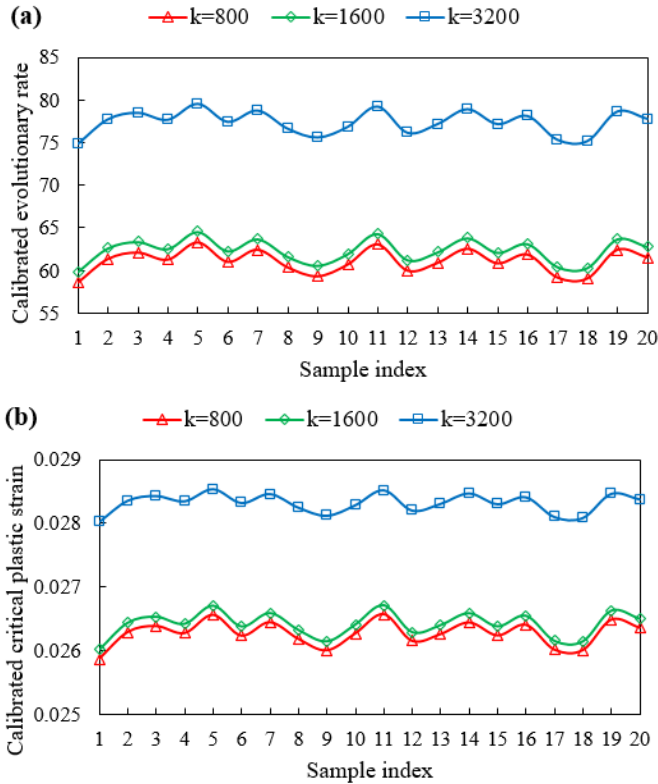 (a)
k=800 k=1600 k=3200
85
80
75
70
65
60
55
Calibrated evolutionary rate
1 2 3 4 5 6 7 8 9 10 11 12 13 14 15 16 17 18 19 20
Sample index
(b)
k=800 k=1600 k=3200
0.029
0.028
0.027
0.026
0.025
Calibrated critical plastic strain
1 2 3 4 5 6 7 8 9 10 11 12 13 14 15 16 17 18 19 20
Sample index